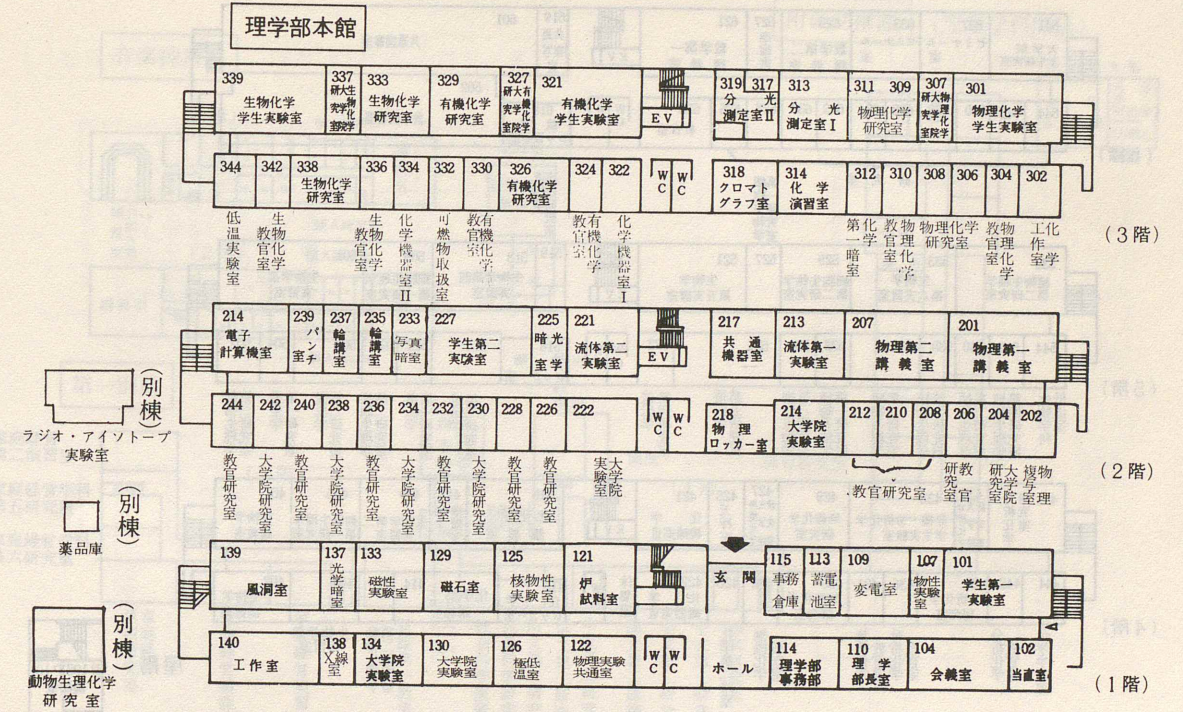 理学部本館
339
生物化学
学生実験室
337
生物化学
大学院
研究実験室
333
生物化学
研究室
329
有機化学
研究室
327
有機化学
大学院
研究実験室
321
有機化学
学生実験室
EV
319
317
分光
測定室II
313
分光
測定室I
311
309
物理化学
研究室
307
物理化学
大学院
研究実験室
301
物理化学
学生実験室
344
342
338
生物化学
研究室
336
334
332
330
326
有機化学
研究室
324
322
WC
WC
318
クロマト
グラフ室
314
化学
演習室
312
310
308
306
304
302
低温実験室
生物化学
教官室
生物化学
教官室
化学機器室II
可燃物取扱室
有機化学
教官室
有機化学
教官室
化学機器室I
化学
第一暗室
物理化学
教官室
物理化学
研究室
物理化学
教官室
化学
工作室
(3階)
214
電子
計算機室
239
パンチ
室
237
輪講室
235
輪講室
233
写真
暗室
227
学生第二
実験室
225
光学
暗室
221
流体第二
実験室
EV
217
共通
機器室
213
流体第一
実験室
207
物理第二
講義室
201
物理第一
講義室
244
242
240
238
236
234
232
230
228
226
222
WC
WC
218
物理
ロッカー室
214
大学院
実験室
212
210
208
206
204
202
教官研究室
大学院研究室
教官研究室
大学院研究室
教官研究室
大学院研究室
教官研究室
大学院研究室
教官研究室
教官研究室
大学院
実験室
教官研究室
教官
研究室
大学院
研究室
物理
複写室
(2階)
(別棟)
ラジオ・アイソトープ
実験室
(別棟)
薬品庫
(別棟)
動物生理化学
研究室
139
風洞室
137
光学暗室
133
磁性
実験室
129
磁石室
125
核物性
実験室
121
炉
試料室
玄関
115
事務
倉庫
113
蓄電
池室
109
変電室
107
物性
実験室
101
学生第一
実験室
140
工作室
138
X線
室
134
大学院
実験室
130
大学院
実験室
126
極低
温室
122
物理実験
共通室
WC
WC
ホール
114
理学部
事務部
110
理学
部長室
104
会議室
102
当直室
(1階)